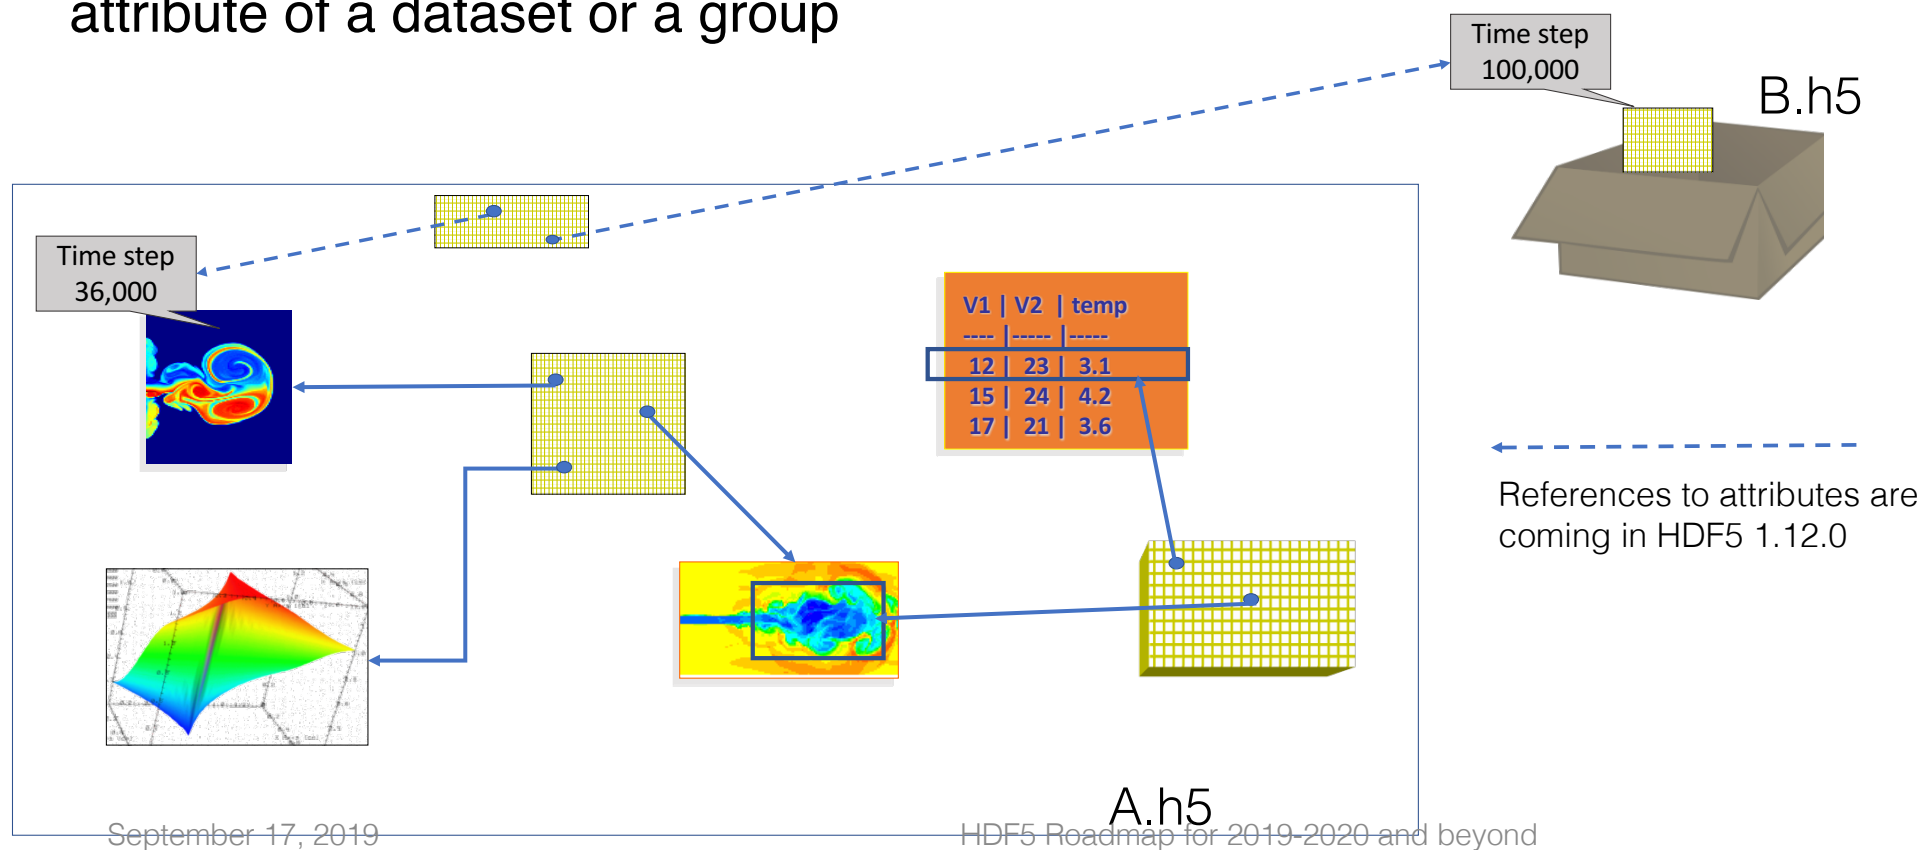 attribute of a dataset or a group
Time step
100,000
B.h5
Time step
36,000
V1 | V2 | temp
---- |----- |-----
12 | 23 | 3.1
15 | 24 | 4.2
17 | 21 | 3.6
References to attributes are
coming in HDF5 1.12.0
A.h5
September 17, 2019
HDF5 Roadmap for 2019-2020 and beyond